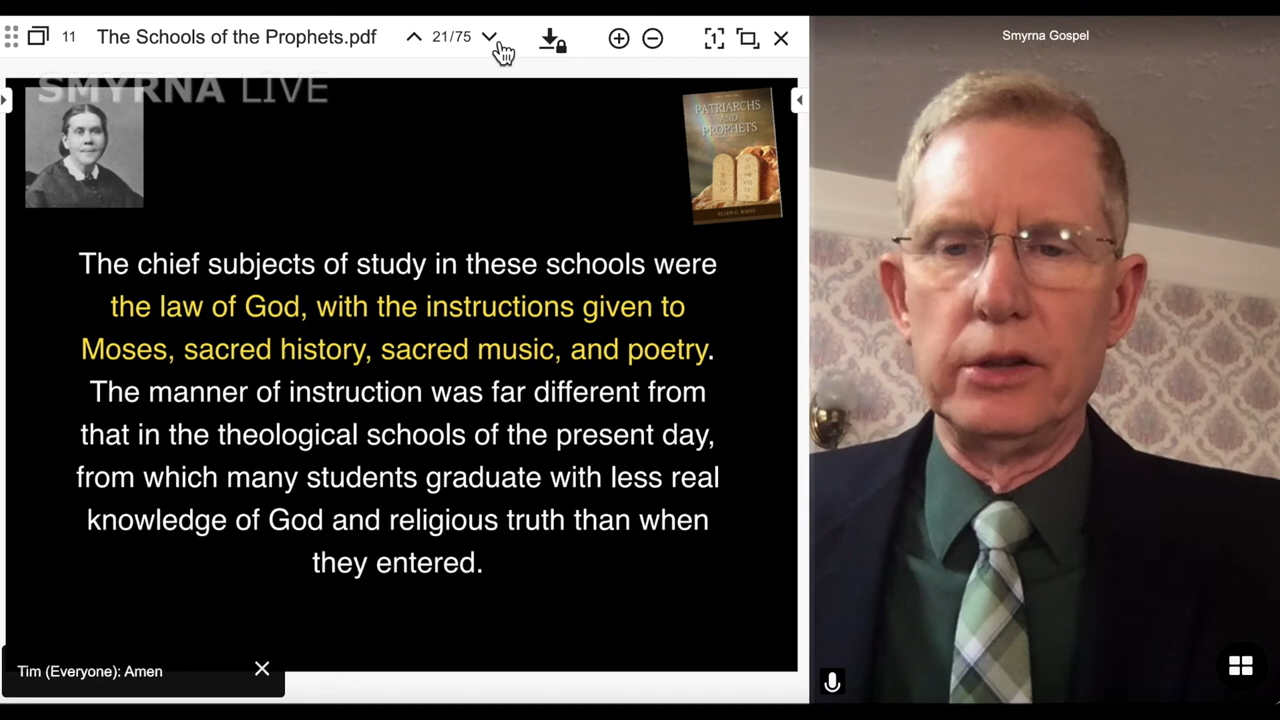 11 The Schools of the Prophets.pdf 21/75
Smyrna Gospel
SMYRNA LIVE
PATRIARCHS
AND
PROPHETS
ELLEN G. WHITE
The chief subjects of study in these schools were
the law of God, with the instructions given to
Moses, sacred history, sacred music, and poetry.
The manner of instruction was far different from
that in the theological schools of the present day,
from which many students graduate with less real
knowledge of God and religious truth than when
they entered.
Tim (Everyone): Amen